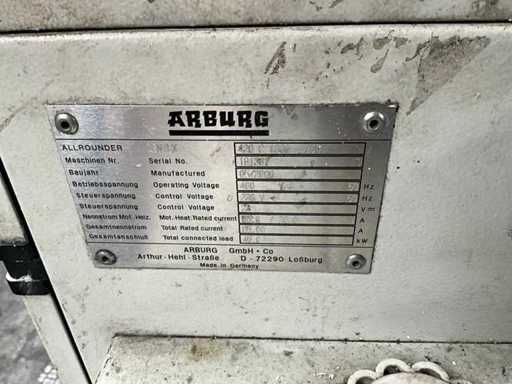 ARBURG
ALLROUNDER
Maschinen Nr. Serial No.
Baujahr Manufactured
Betriebsspannung Operating Voltage 400 V Hz
Steuerspannung Control Voltage V Hz
Steuerspannung Control Voltage V
Nennstrom Mot.-Heiz. Mot.-Heat.Rated current A
Gesamtnennstrom Total Rated current A
Gesamtanschluß Total connected load kW
ARBURG GmbH + Co
Arthur-Hehl-Straße D-72290 Loßburg
Made in Germany